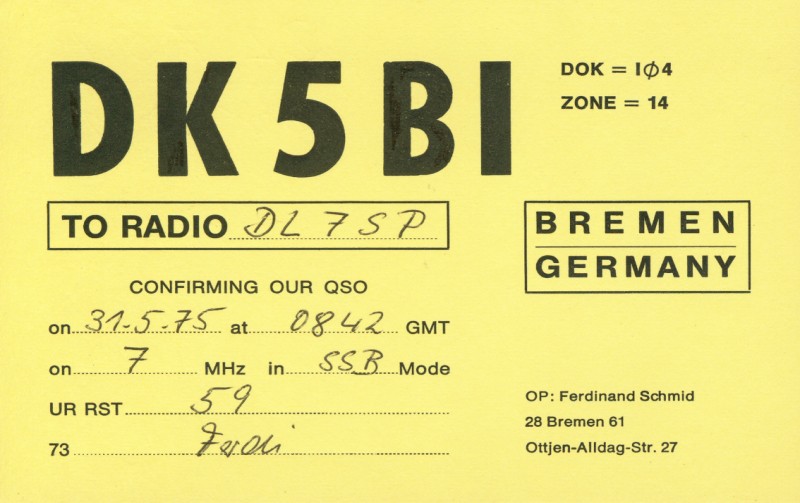 DK5BI
DOK = IØ4
ZONE = 14
TO RADIO DL7SP
BREMEN
GERMANY
CONFIRMING OUR QSO
on 31.5.75 at 0842 GMT
on 7 MHz in SSB Mode
UR RST 59
73 Ferdi
OP: Ferdinand Schmid
28 Bremen 61
Ottjen-Alldag-Str. 27